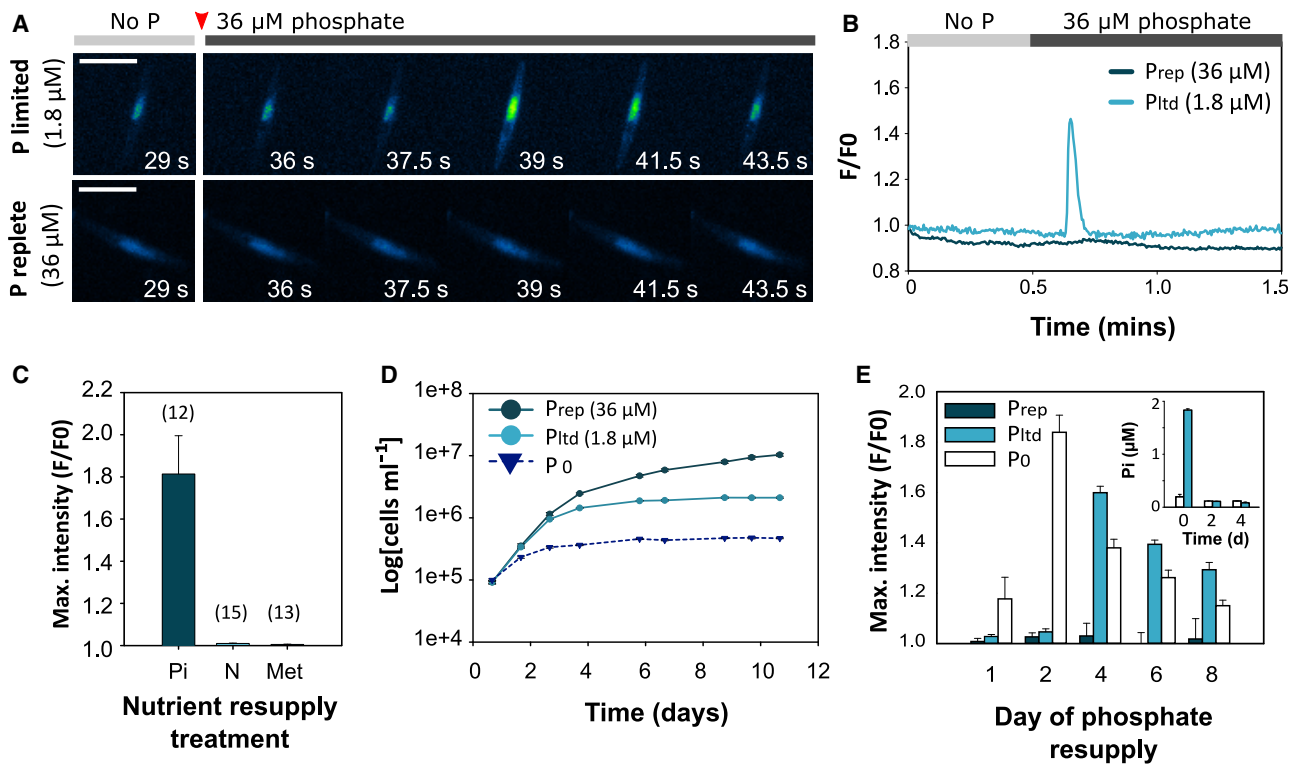 A
No P
36 µM phosphate
P limited
(1.8 µM)
29 s
36 s
37.5 s
39 s
41.5 s
43.5 s
P replete
(36 µM)
29 s
36 s
37.5 s
39 s
41.5 s
43.5 s
B
No P
36 µM phosphate
1.8
1.6
1.4
1.2
1.0
0.8
F/F0
Prep (36 µM)
Pltd (1.8 µM)
0
0.5
1.0
1.5
Time (mins)
C
2.2
2.0
1.8
1.6
1.4
1.2
1.0
Max. intensity (F/F0)
(12)
(15)
(13)
Pi
N
Met
Nutrient resupply
treatment
D
1e+8
1e+7
1e+6
1e+5
1e+4
Log[cells ml⁻¹]
Prep (36 µM)
Pltd (1.8 µM)
P 0
0
2
4
6
8
10
12
Time (days)
E
2.0
1.8
1.6
1.4
1.2
1.0
Max. intensity (F/F0)
Prep
Pltd
P0
Pi (µM)
2
1
0
0
2
4
Time (d)
1
2
4
6
8
Day of phosphate
resupply